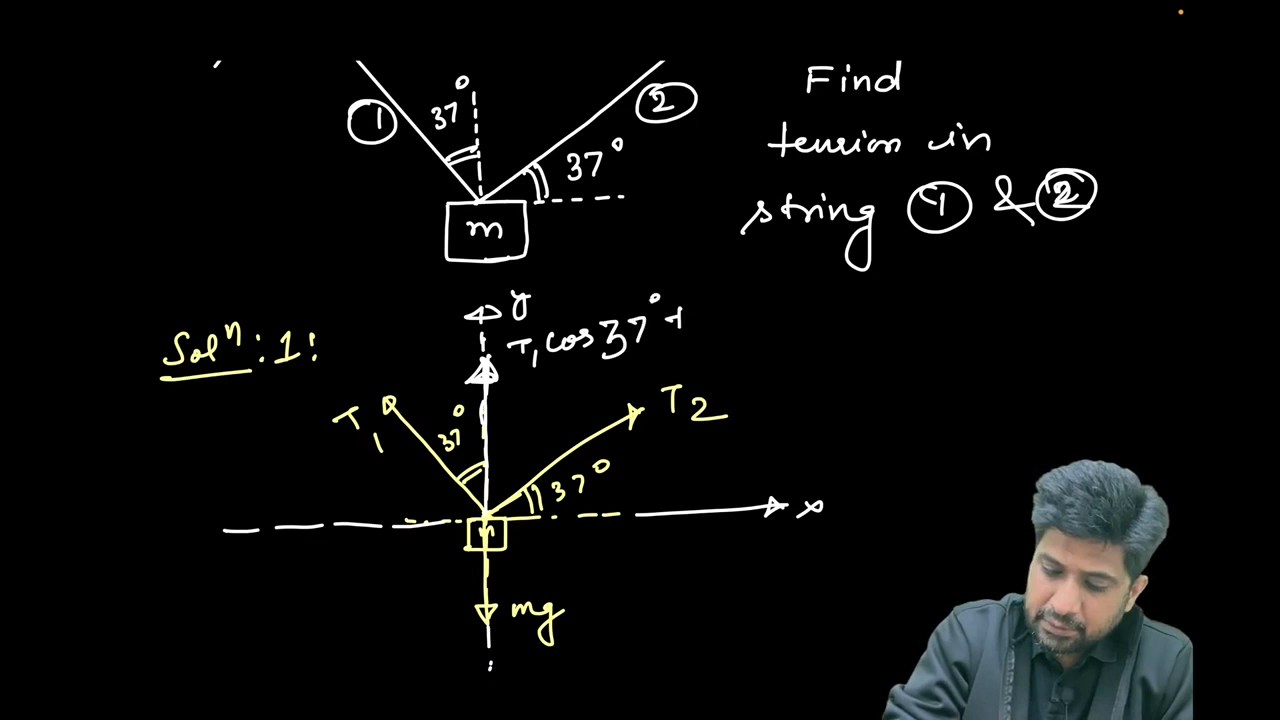 Find
37°
①
②
tension in
37°
string ① & ②
m
y
T₁ cos 37° +
Solⁿ: 1:
T₁
37°
T₂
37°
x
m
mg